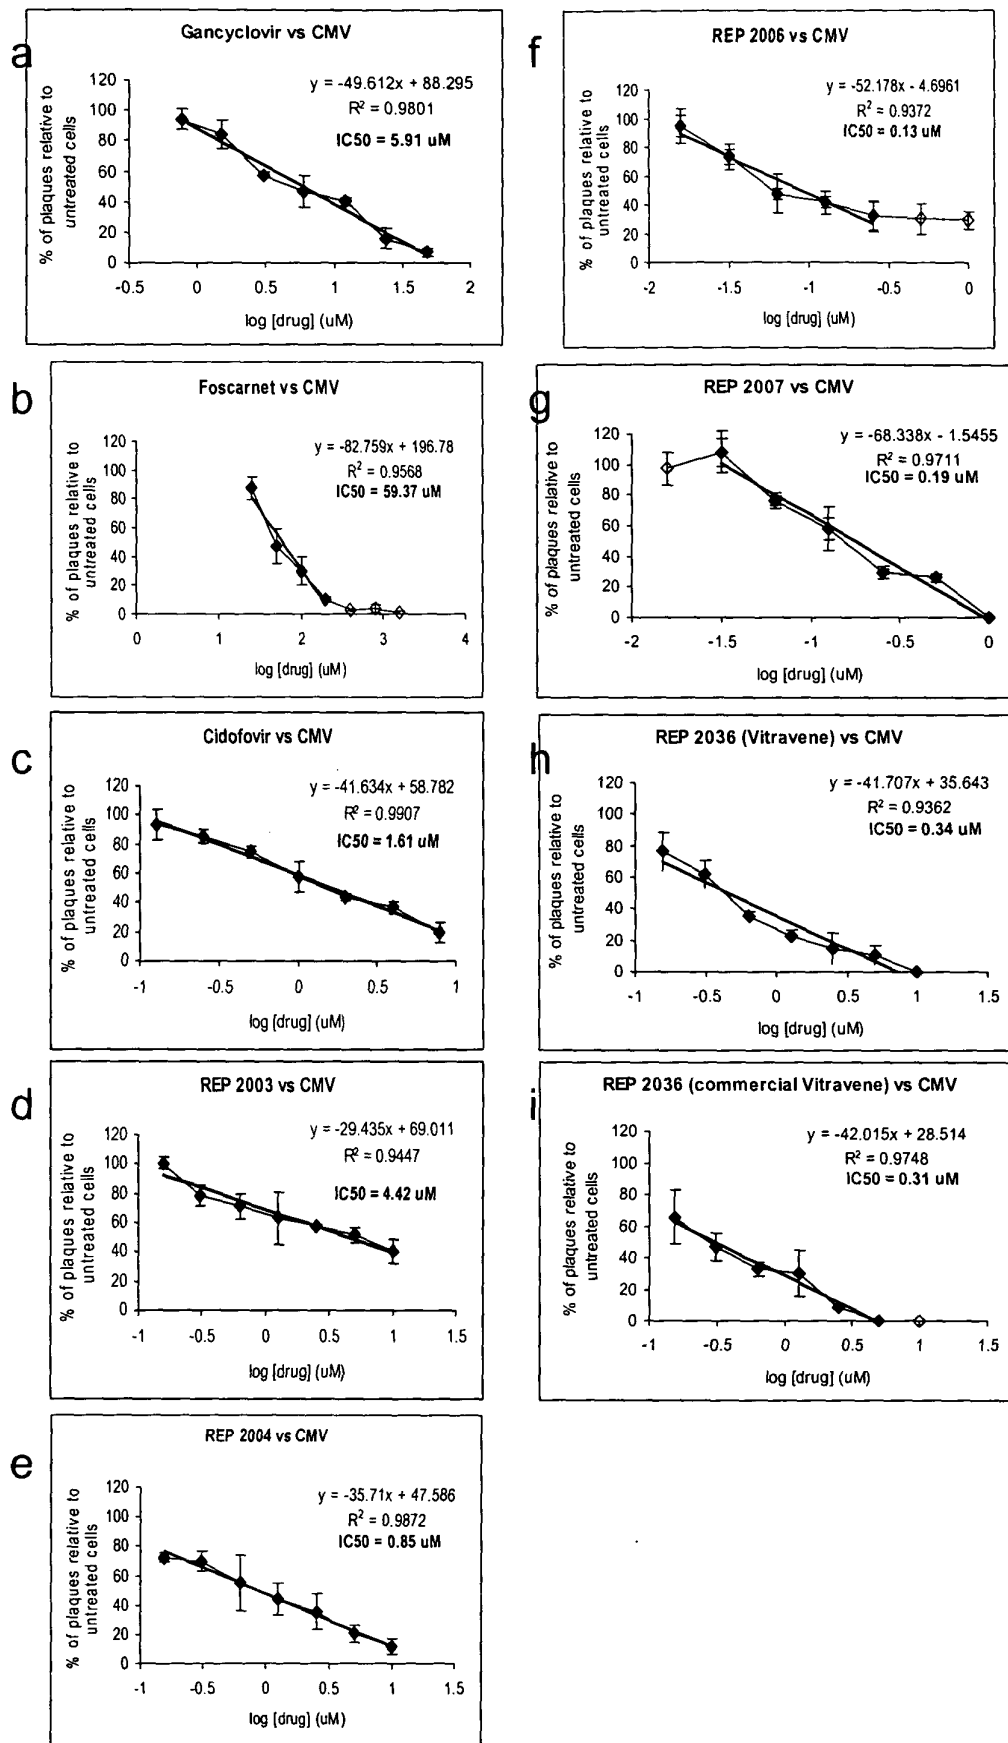 a
Gancyclovir vs CMV
y = -49.612x + 88.295
R² = 0.9801
IC50 = 5.91 uM
% of plaques relative to
untreated cells
120
100
80
60
40
20
0
-0.5 0 0.5 1 1.5 2
log [drug] (uM)
b
Foscarnet vs CMV
y = -82.759x + 196.78
R² = 0.9568
IC50 = 59.37 uM
% of plaques relative to
untreated cells
120
100
80
60
40
20
0
0 1 2 3 4
log [drug] (uM)
c
Cidofovir vs CMV
y = -41.634x + 58.782
R² = 0.9907
IC50 = 1.61 uM
% of plaques relative to
untreated cells
120
100
80
60
40
20
0
-1 -0.5 0 0.5 1
log [drug] (uM)
d
REP 2003 vs CMV
y = -29.435x + 69.011
R² = 0.9447
IC50 = 4.42 uM
% of plaques relative to
untreated cells
120
100
80
60
40
20
0
-1 -0.5 0 0.5 1 1.5
log [drug] (uM)
e
REP 2004 vs CMV
y = -35.71x + 47.586
R² = 0.9872
IC50 = 0.85 uM
% of plaques relative to
untreated cells
120
100
80
60
40
20
0
-1 -0.5 0 0.5 1 1.5
log [drug] (uM)
f
REP 2006 vs CMV
y = -52.178x - 4.6961
R² = 0.9372
IC50 = 0.13 uM
% of plaques relative to
untreated cells
120
100
80
60
40
20
0
-2 -1.5 -1 -0.5 0
log [drug] (uM)
g
REP 2007 vs CMV
y = -68.338x - 1.5455
R² = 0.9711
IC50 = 0.19 uM
% of plaques relative to
untreated cells
120
100
80
60
40
20
0
-2 -1.5 -1 -0.5 0
log [drug] (uM)
h
REP 2036 (Vitravene) vs CMV
y = -41.707x + 35.643
R² = 0.9362
IC50 = 0.34 uM
% of plaques relative to
untreated cells
120
100
80
60
40
20
0
-1 -0.5 0 0.5 1 1.5
log [drug] (uM)
i
REP 2036 (commercial Vitravene) vs CMV
y = -42.015x + 28.514
R² = 0.9748
IC50 = 0.31 uM
% of plaques relative to
untreated cells
120
100
80
60
40
20
0
-1 -0.5 0 0.5 1 1.5
log [drug] (uM)